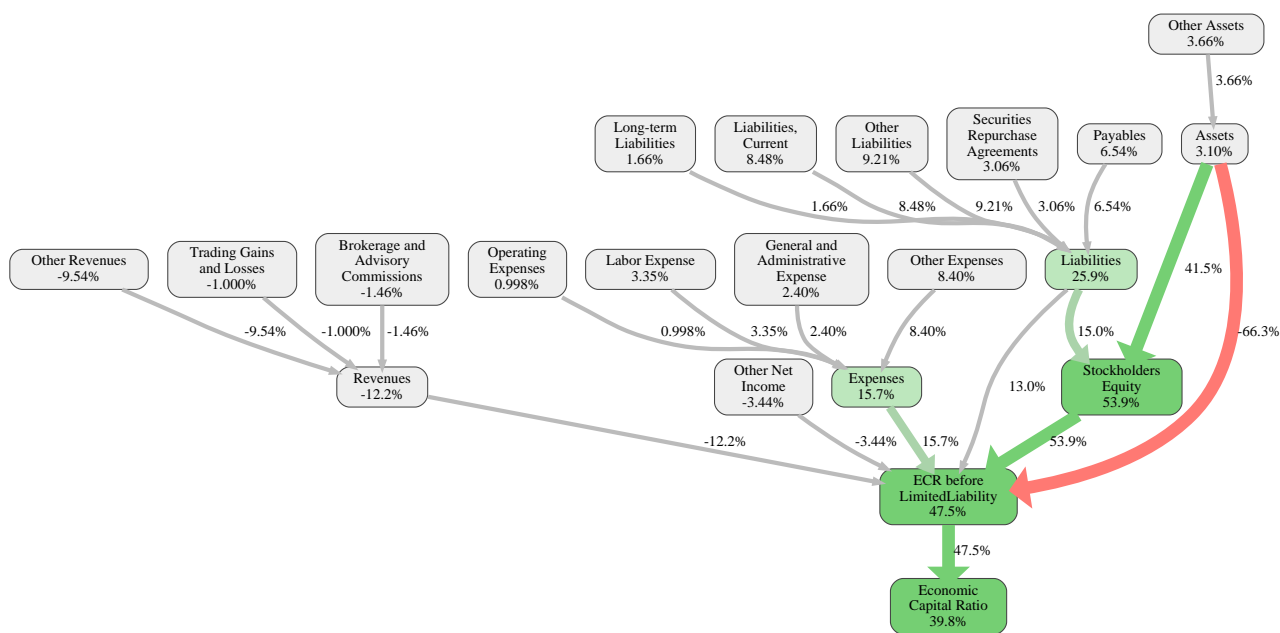 Other Assets
3.66%
3.66%
Long-term
Liabilities
1.66%
Liabilities,
Current
8.48%
Other
Liabilities
9.21%
Securities
Repurchase
Agreements
3.06%
Payables
6.54%
Assets
3.10%
1.66%
8.48%
9.21%
3.06%
6.54%
Other Revenues
-9.54%
Trading Gains
and Losses
-1.000%
Brokerage and
Advisory
Commissions
-1.46%
Operating
Expenses
0.998%
Labor Expense
3.35%
General and
Administrative
Expense
2.40%
Other Expenses
8.40%
Liabilities
25.9%
41.5%
-9.54%
-1.000%
-1.46%
0.998%
3.35%
2.40%
8.40%
15.0%
-66.3%
Revenues
-12.2%
Other Net
Income
-3.44%
Expenses
15.7%
13.0%
Stockholders
Equity
53.9%
-12.2%
-3.44%
15.7%
53.9%
ECR before
LimitedLiability
47.5%
47.5%
Economic
Capital Ratio
39.8%